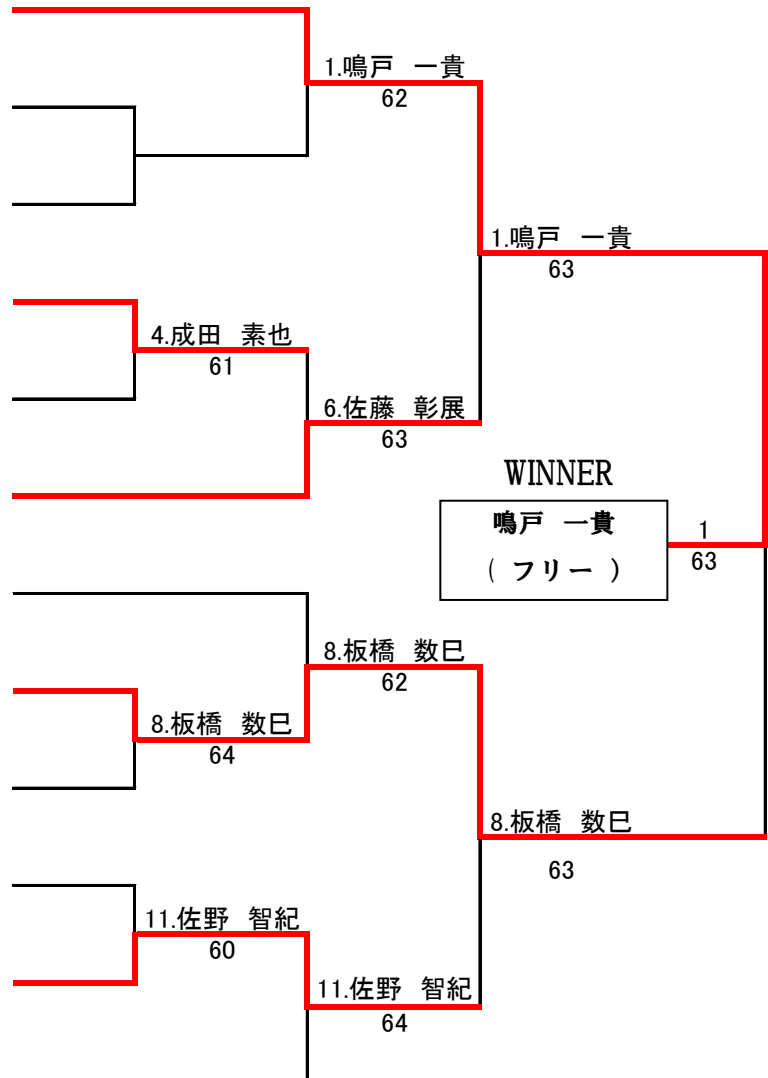 1.鳴戸　一貴
62
1.鳴戸　一貴
63
4.成田　素也
61
6.佐藤　彰展
63
WINNER
鳴戸　一貴
（ フリー ）
1
63
8.板橋　数巳
62
8.板橋　数巳
64
8.板橋　数巳
63
11.佐野　智紀
60
11.佐野　智紀
64